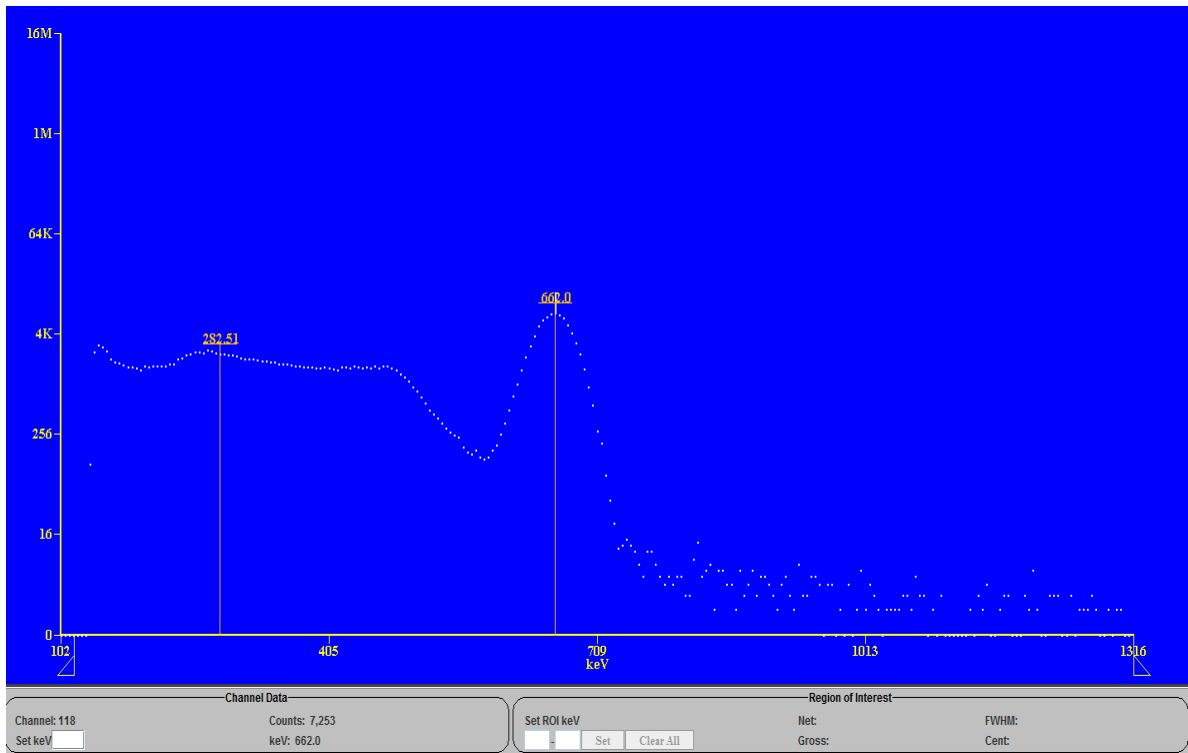 16M
1M
64K
662.0
4K
282.51
256
16
0
102 405 709 1013 1316
keV
Channel Data
Region of Interest
Channel: 118 Counts: 7,253
Set keV keV: 662.0
Set ROI keV Net: FWHM:
- Set Clear All Gross: Cent: